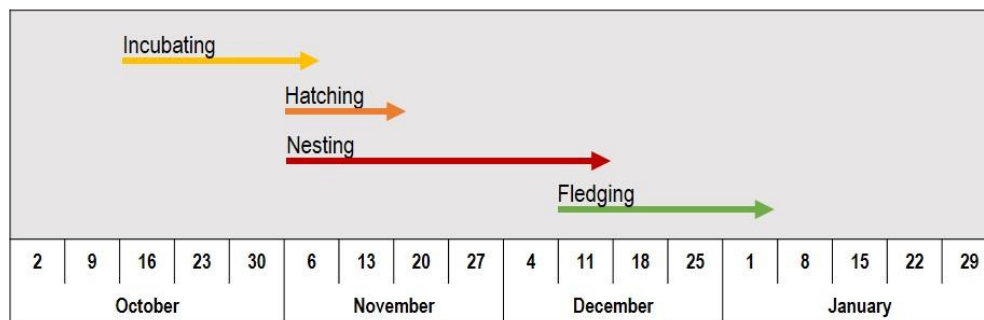 Incubating
Hatching
Nesting
Fledging
2 9 16 23 30 6 13 20 27 4 11 18 25 1 8 15 22 29
October November December January